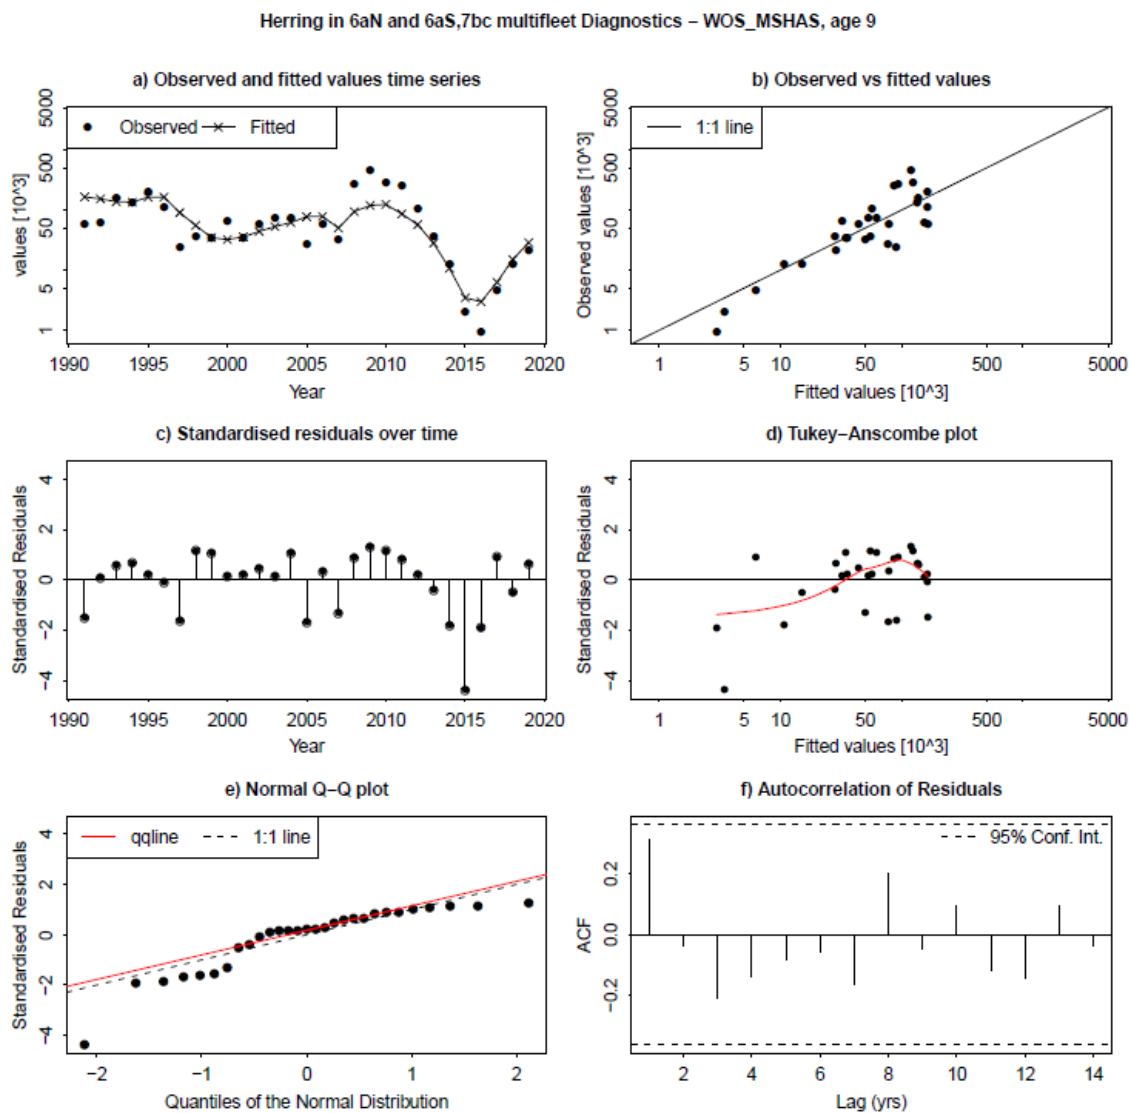 Herring in 6aN and 6aS,7bc multifleet Diagnostics − WOS_MSHAS, age 9
a) Observed and fitted values time series
values [10^3]
5000
500
50
5
1
Observed
Fitted
1990 1995 2000 2005 2010 2015 2020
Year
b) Observed vs fitted values
Observed values [10^3]
5000
500
50
5
1
1:1 line
1 5 10 50 500 5000
Fitted values [10^3]
c) Standardised residuals over time
Standardised Residuals
4
2
0
−2
−4
1990 1995 2000 2005 2010 2015 2020
Year
d) Tukey−Anscombe plot
Standardised Residuals
4
2
0
−2
−4
1 5 10 50 500 5000
Fitted values [10^3]
e) Normal Q−Q plot
Standardised Residuals
4
2
0
−2
−4
qqline
1:1 line
−2 −1 0 1 2
Quantiles of the Normal Distribution
f) Autocorrelation of Residuals
ACF
0.2
0.0
−0.2
95% Conf. Int.
2 4 6 8 10 12 14
Lag (yrs)